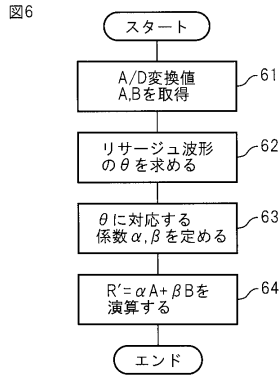 図6
スタート
A/D変換値
A,Bを取得
61
リサージュ波形
のθを求める
62
θに対応する
係数α,βを定める
63
R′=αA+βBを
演算する
64
エンド